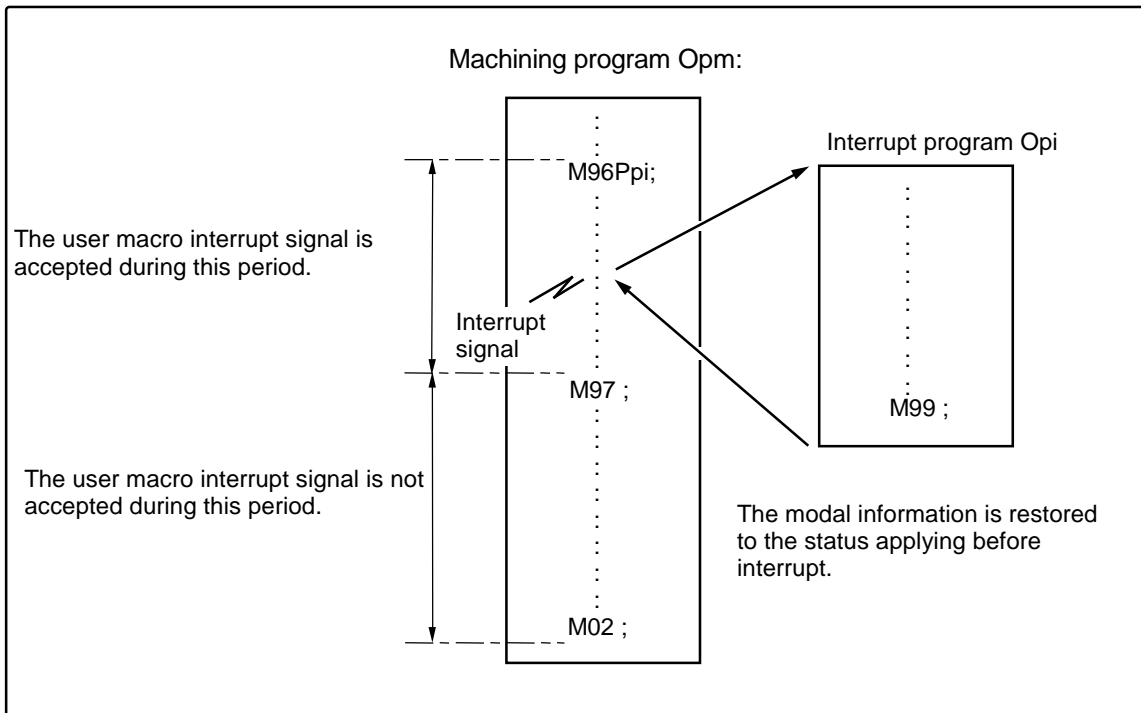 Machining program Opm:
Interrupt program Opi
M96Ppi;
The user macro interrupt signal is
accepted during this period.
Interrupt
signal
M97 ;
M99 ;
The user macro interrupt signal is not
accepted during this period.
The modal information is restored
to the status applying before
interrupt.
M02 ;